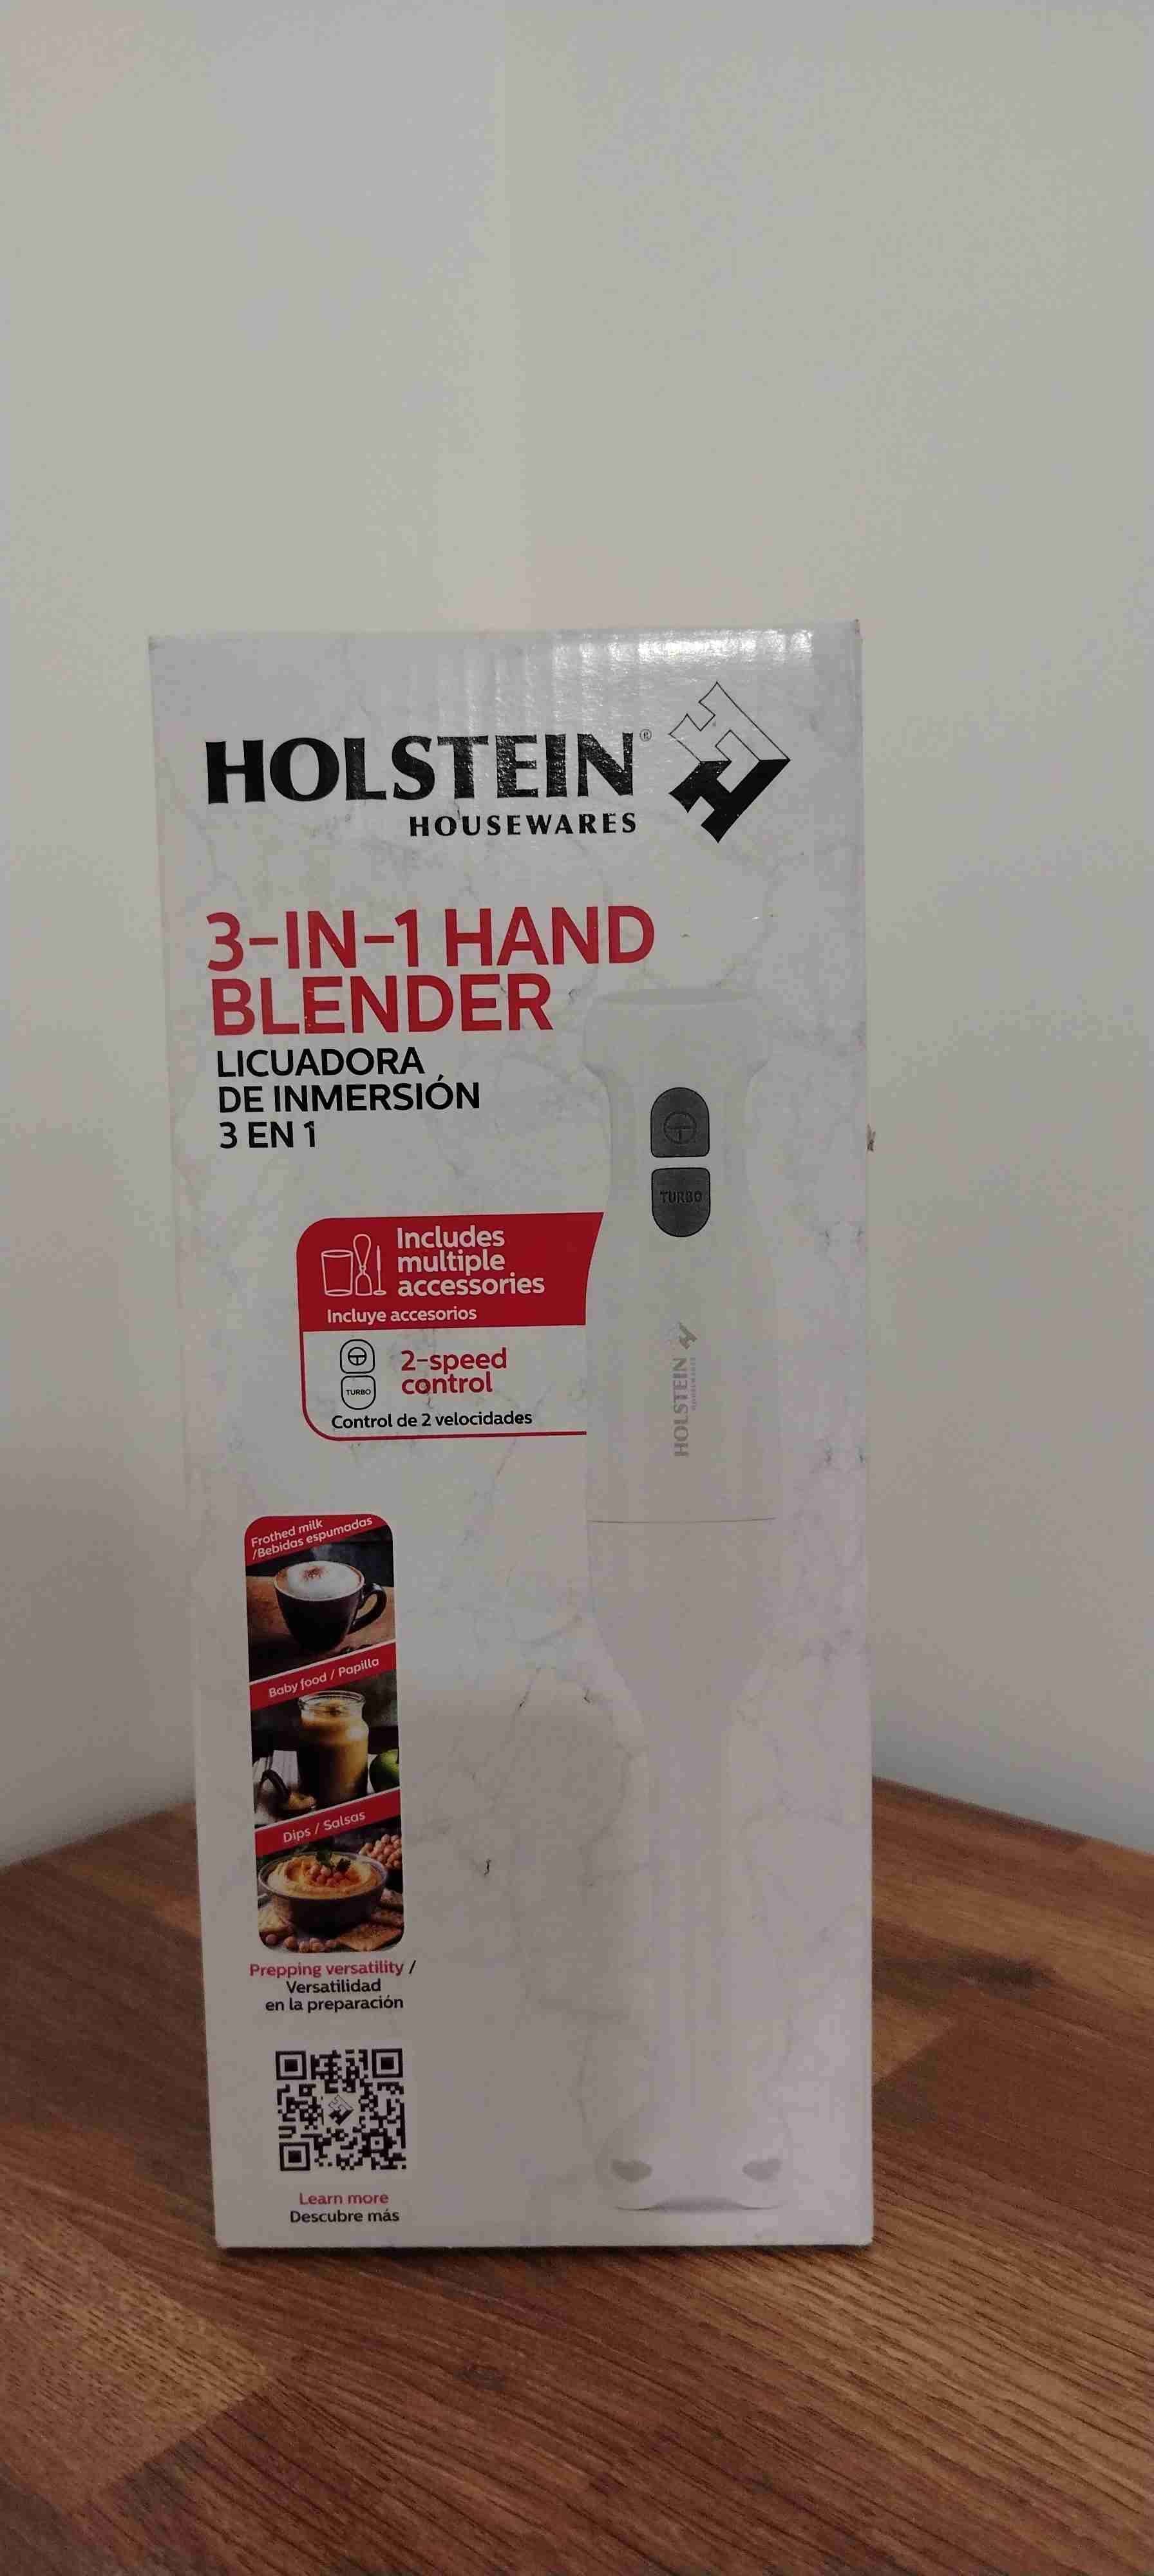 HOLSTEIN®
HOUSEWARES
3-IN-1 HAND
BLENDER
LICUADORA
DE INMERSIÓN
3 EN 1
TURBO
Includes
multiple
accessories
Incluye accesorios
2-speed
control
TURBO
Control de 2 velocidades
HOLSTEIN
HOUSEWARES
Frothed milk
/Bebidas espumadas
Baby food / Papilla
Dips / Salsas
Prepping versatility /
Versatilidad
en la preparación
Learn more
Descubre más